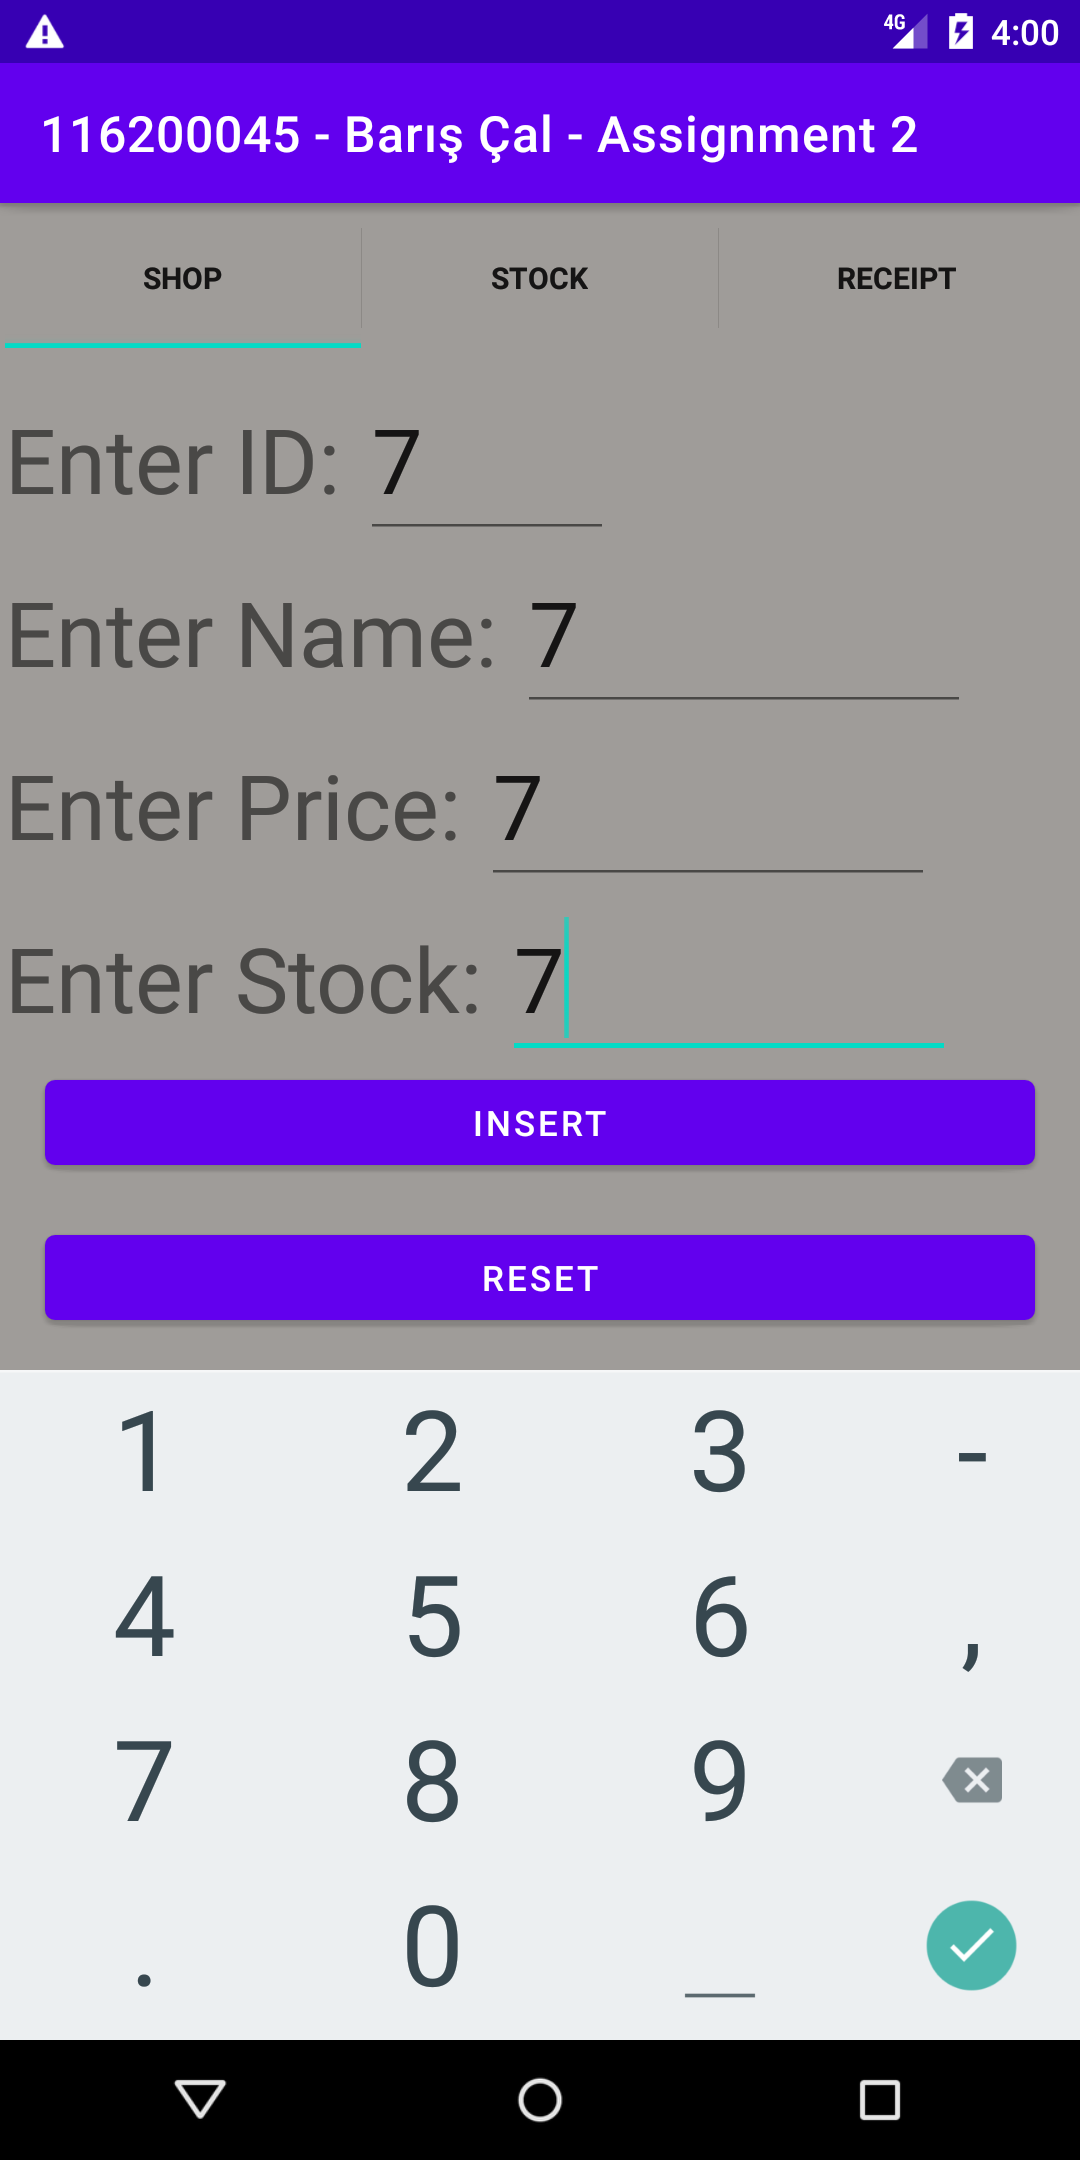 4G 4:00
116200045 - Barış Çal - Assignment 2
SHOP STOCK RECEIPT
Enter ID: 7
Enter Name: 7
Enter Price: 7
Enter Stock: 7
INSERT
RESET
1 2 3 -
4 5 6 ,
7 8 9
. 0 _